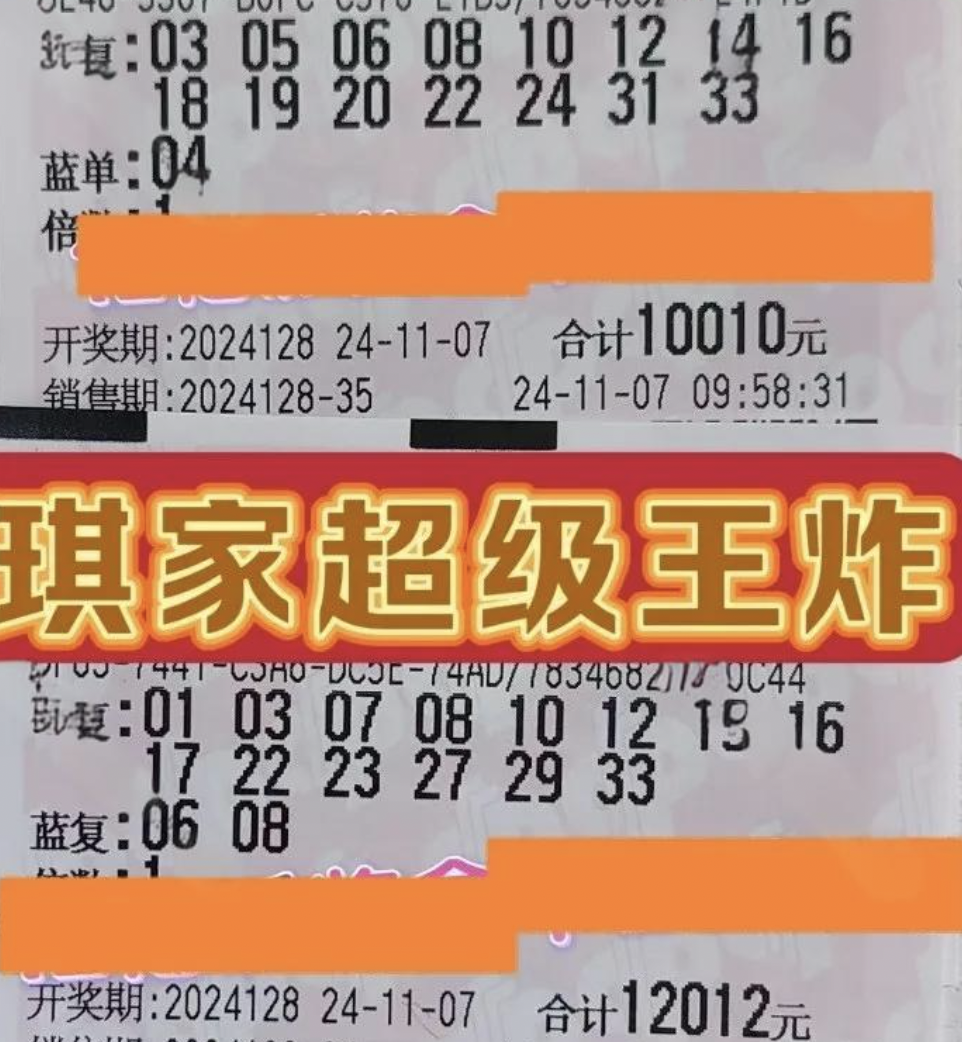 复:03 05 06 08 10 12 14 16
18 19 20 22 24 31 33
蓝单:04
倍
开奖期:2024128 24-11-07 合计10010元
销售期:2024128-35 24-11-07 09:58:31
琪家超级王炸
复:01 03 07 08 10 12 16
17 22 23 27 29 33
蓝复:06 08
开奖期:2024128 24-11-07 合计12012元